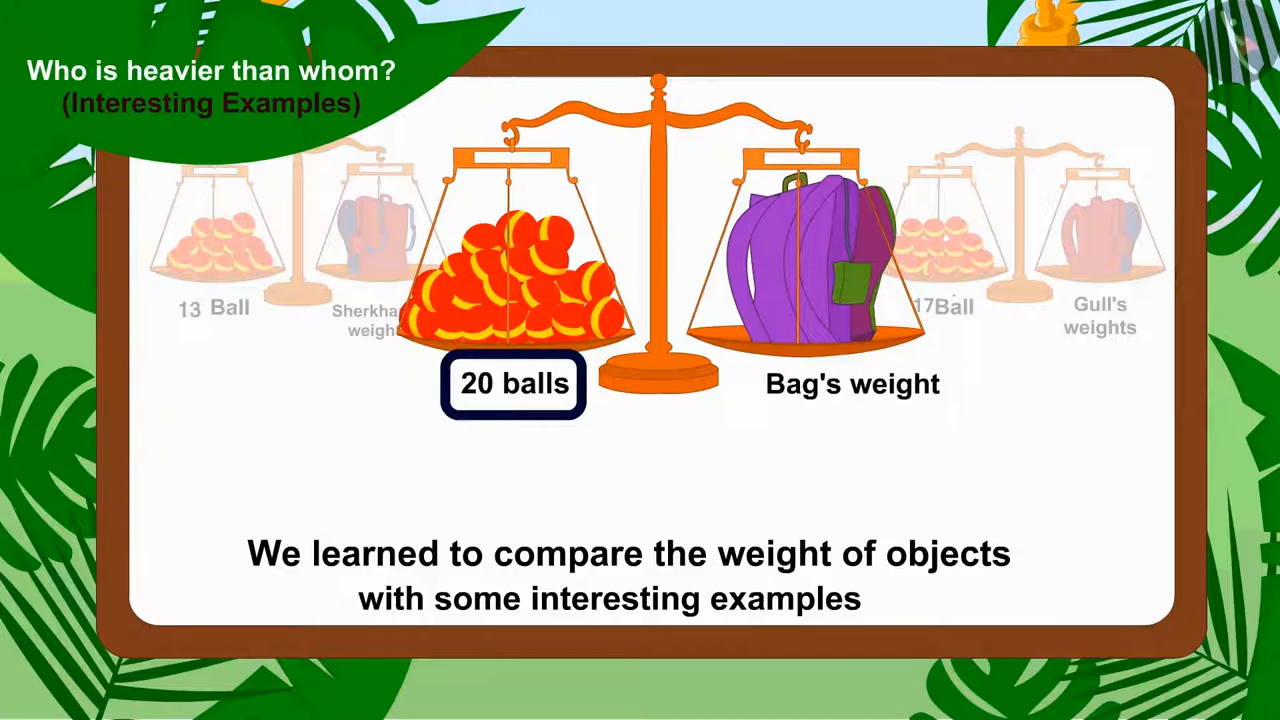 Who is heavier than whom?
(Interesting Examples)
13 Ball
weight
20 balls
Bag's weight
17Ball
Gull's
weights
We learned to compare the weight of objects
with some interesting examples